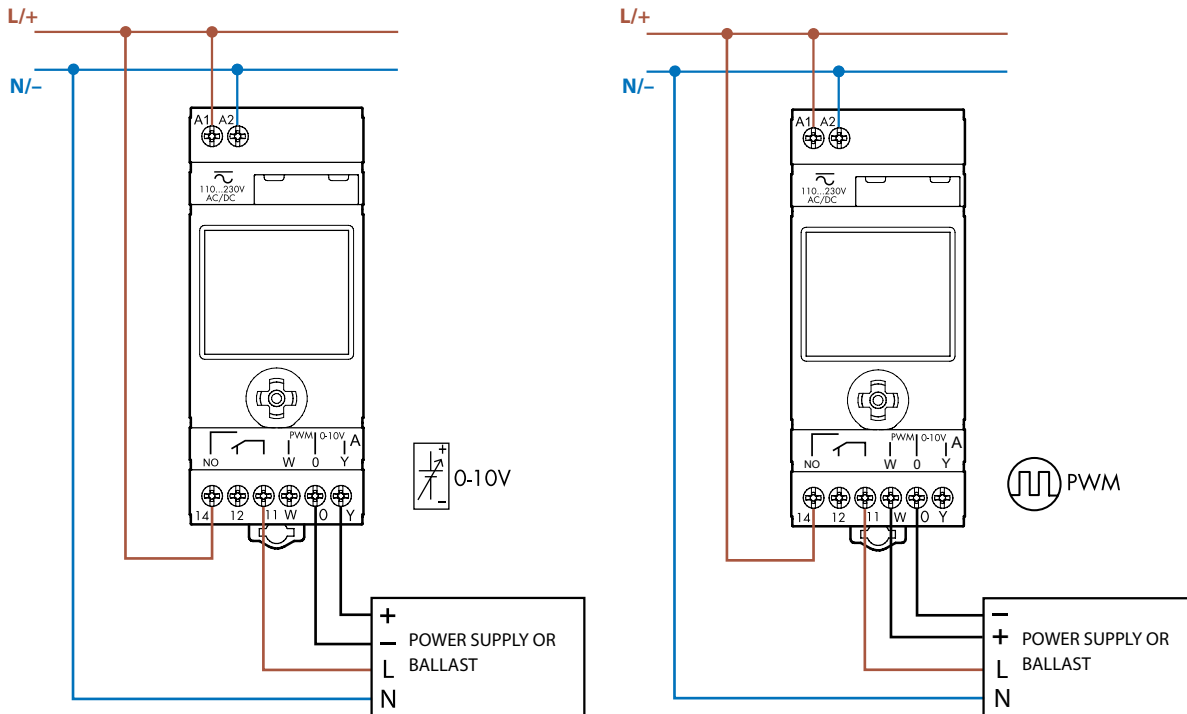 L/+
N/–
A1 A2
110...230V
AC/DC
PWM 0-10V A
NO W 0 Y
14 12 11 W 0 Y
0-10V
+
–
+
– POWER SUPPLY OR
L BALLAST
N
L/+
N/–
A1 A2
110...230V
AC/DC
PWM 0-10V A
NO W 0 Y
14 12 11 W 0 Y
PWM
–
+ POWER SUPPLY OR
L BALLAST
N